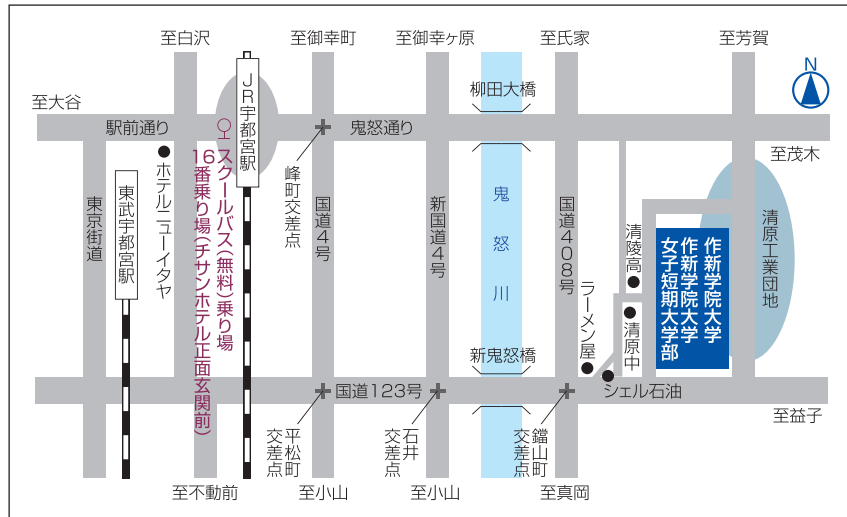 至白沢
至御幸町
至御幸ヶ原
至氏家
至芳賀
N
至大谷
柳田大橋
駅前通り
鬼怒通り
至茂木
JR宇都宮駅
スクールバス(無料)乗り場
16番乗り場(チサンホテル正面玄関前)
ホテルニューイタヤ
東武宇都宮駅
東京街道
峰町交差点
国道4号
新国道4号
鬼怒川
国道408号
清陵高
清原中
ラーメン屋
シェル石油
作新学院大学
作新学院大学
女子短期大学部
清原工業団地
新鬼怒橋
国道123号
至益子
平松町
交差点
石井
交差点
鐺山町
交差点
至不動前
至小山
至小山
至真岡